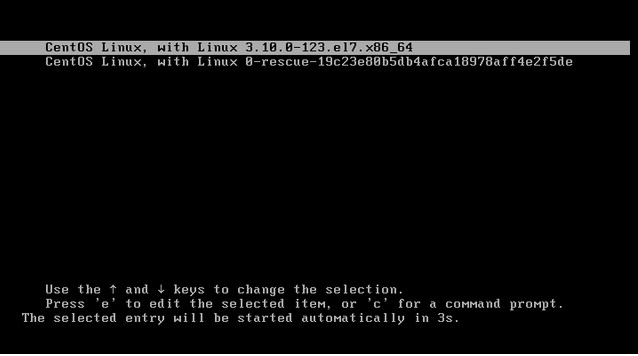 CentOS Linux, with Linux 3.10.0-123.el7.x86_64
CentOS Linux, with Linux 0-rescue-19c23e80b5db4afca18978aff4e2f5de
Use the ↑ and ↓ keys to change the selection.
Press 'e' to edit the selected item, or 'c' for a command prompt.
The selected entry will be started automatically in 3s.